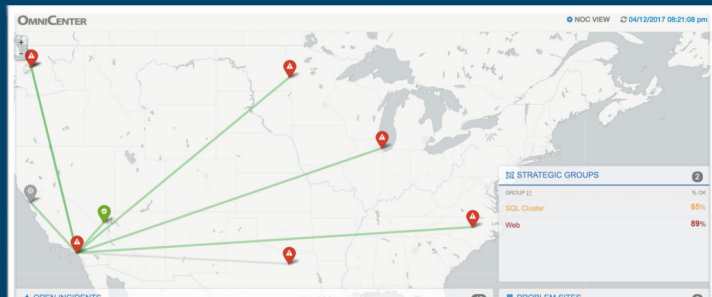 OMNICENTER
NOC VIEW 04/12/2017 08:21:08 pm
+
-
STRATEGIC GROUPS 2
GROUP % OK
SQL Cluster 65%
Web 89%
OPEN INCIDENTS
PROBLEM SITES